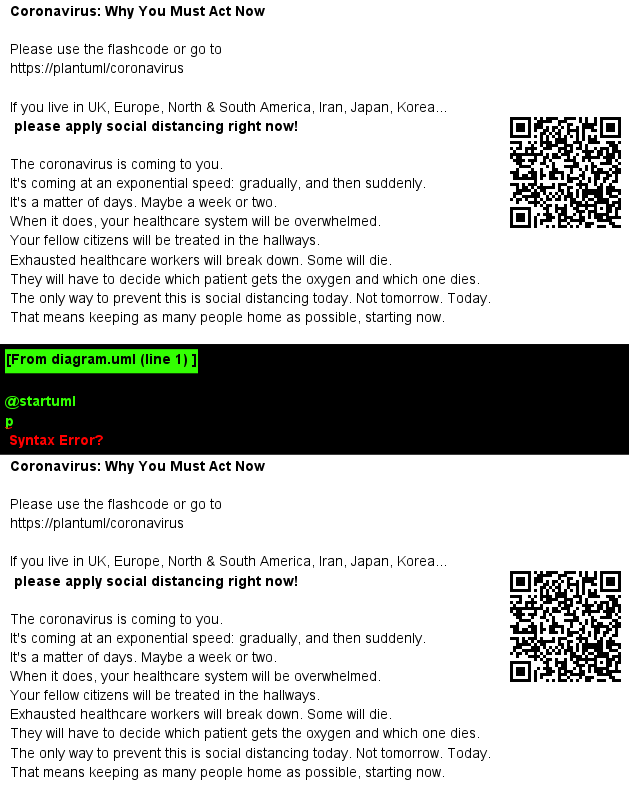 Coronavirus: Why You Must Act Now
Please use the flashcode or go to
https://plantuml/coronavirus
If you live in UK, Europe, North & South America, Iran, Japan, Korea...
please apply social distancing right now!
The coronavirus is coming to you.
It's coming at an exponential speed: gradually, and then suddenly.
It's a matter of days. Maybe a week or two.
When it does, your healthcare system will be overwhelmed.
Your fellow citizens will be treated in the hallways.
Exhausted healthcare workers will break down. Some will die.
They will have to decide which patient gets the oxygen and which one dies.
The only way to prevent this is social distancing today. Not tomorrow. Today.
That means keeping as many people home as possible, starting now.
[From diagram.uml (line 1) ]
@startuml
p
Syntax Error?
Coronavirus: Why You Must Act Now
Please use the flashcode or go to
https://plantuml/coronavirus
If you live in UK, Europe, North & South America, Iran, Japan, Korea...
please apply social distancing right now!
The coronavirus is coming to you.
It's coming at an exponential speed: gradually, and then suddenly.
It's a matter of days. Maybe a week or two.
When it does, your healthcare system will be overwhelmed.
Your fellow citizens will be treated in the hallways.
Exhausted healthcare workers will break down. Some will die.
They will have to decide which patient gets the oxygen and which one dies.
The only way to prevent this is social distancing today. Not tomorrow. Today.
That means keeping as many people home as possible, starting now.